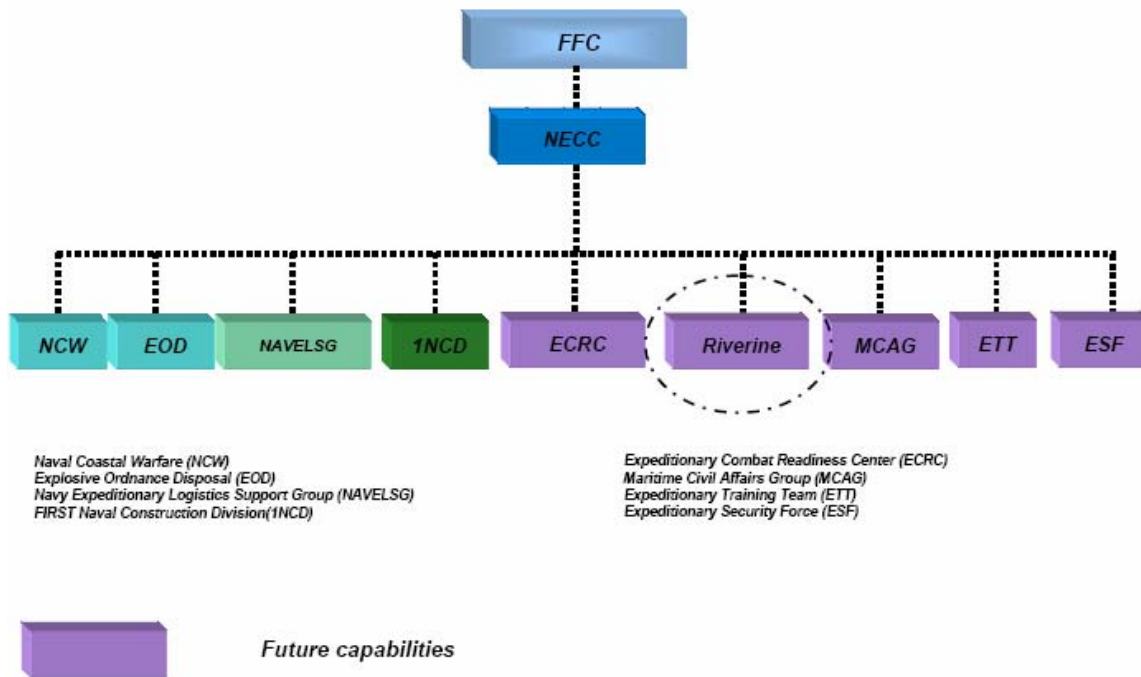 FFC
NECC
NCW
EOD
NAVELSG
1NCD
ECRC
Riverine
MCAG
ETT
ESF
Naval Coastal Warfare (NCW)
Explosive Ordnance Disposal (EOD)
Navy Expeditionary Logistics Support Group (NAVELSG)
FIRST Naval Construction Division(1NCD)
Expeditionary Combat Readiness Center (ECRC)
Maritime Civil Affairs Group (MCAG)
Expeditionary Training Team (ETT)
Expeditionary Security Force (ESF)
Future capabilities